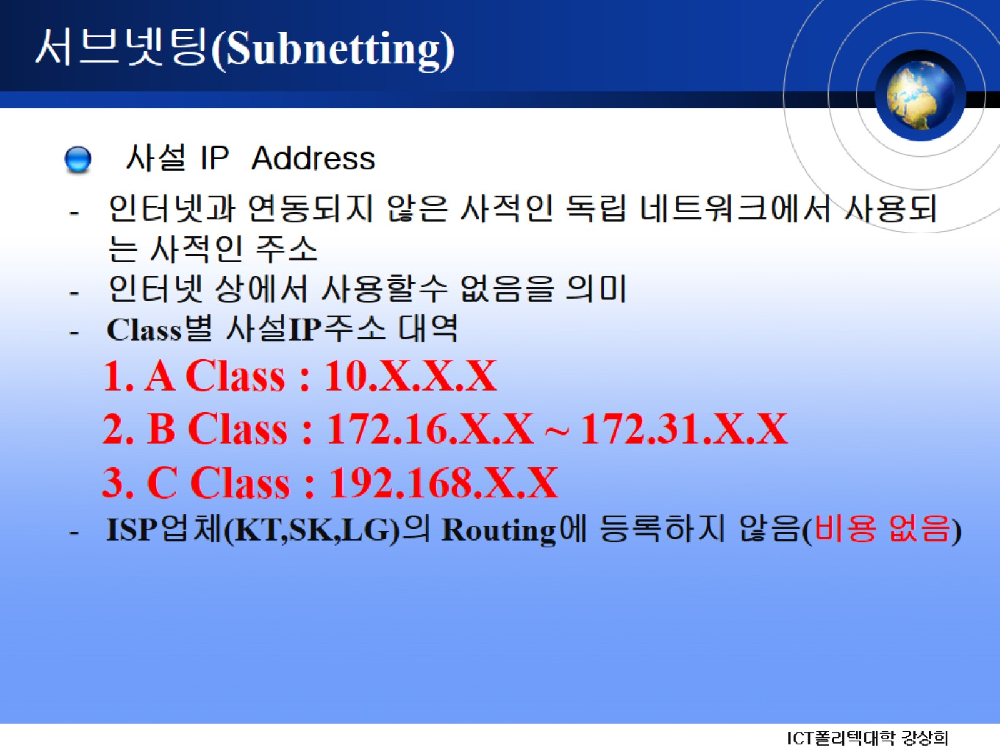 서브넷팅(Subnetting)
사설 IP Address
- 인터넷과 연동되지 않은 사적인 독립 네트워크에서 사용되
는 사적인 주소
- 인터넷 상에서 사용할수 없음을 의미
- Class별 사설IP주소 대역
1. A Class : 10.X.X.X
2. B Class : 172.16.X.X ~ 172.31.X.X
3. C Class : 192.168.X.X
- ISP업체(KT,SK,LG)의 Routing에 등록하지 않음(비용 없음)
ICT폴리텍대학 강상희